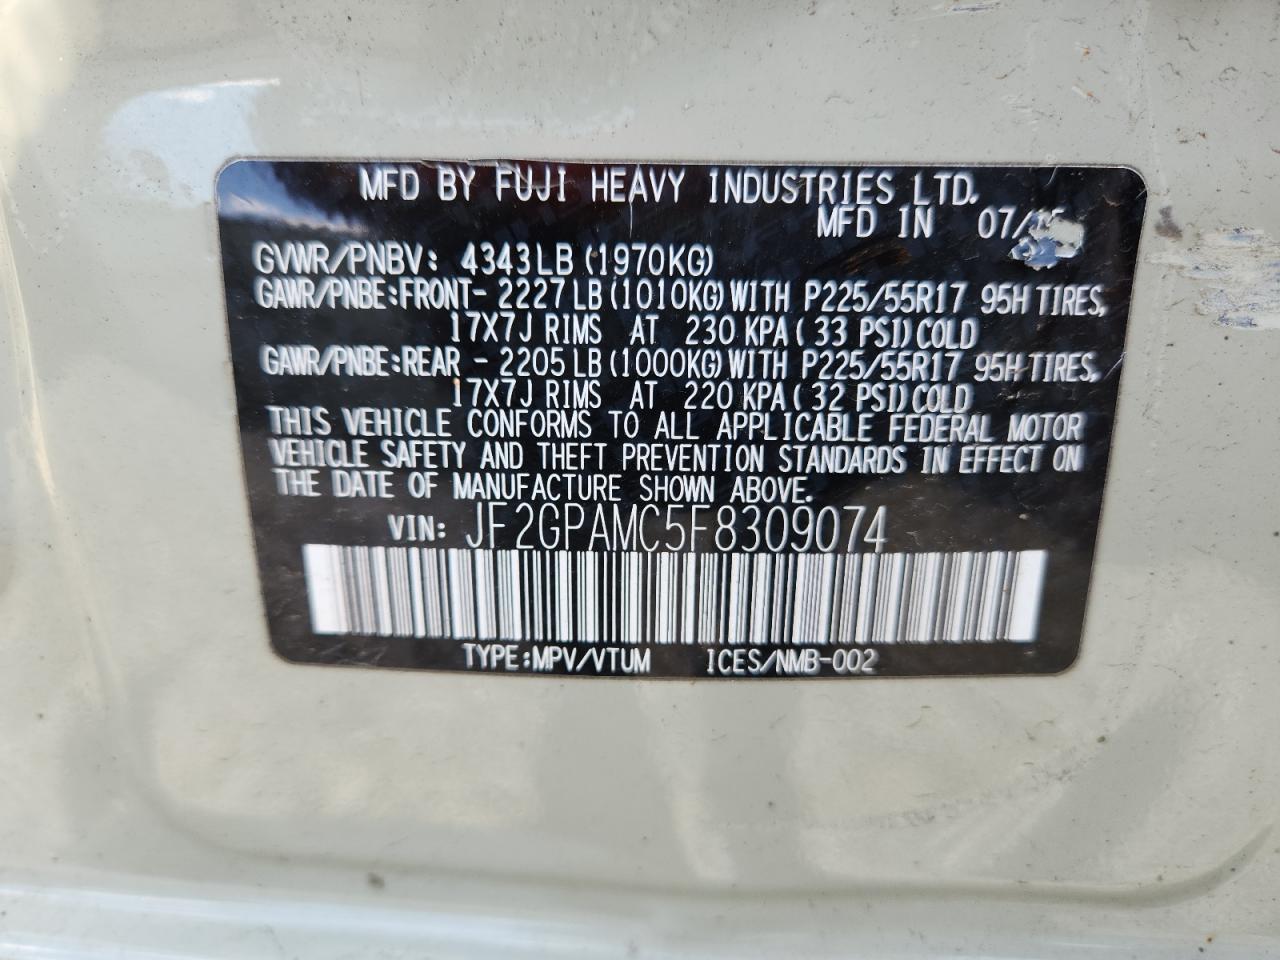 MFD BY FUJI HEAVY INDUSTRIES LTD.
MFD IN 07/15
GVWR/PNBV: 4343LB (1970KG)
GAWR/PNBE:FRONT- 2227LB (1010KG) WITH P225/55R17 95H TIRES,
17X7J RIMS AT 230 KPA ( 33 PSI) COLD
GAWR/PNBE:REAR - 2205LB (1000KG) WITH P225/55R17 95H TIRES,
17X7J RIMS AT 220 KPA ( 32 PSI) COLD
THIS VEHICLE CONFORMS TO ALL APPLICABLE FEDERAL MOTOR
VEHICLE SAFETY AND THEFT PREVENTION STANDARDS IN EFFECT ON
THE DATE OF MANUFACTURE SHOWN ABOVE.
VIN: JF2GPAMC5F8309074
TYPE:MPV/VTUM ICES/NMB-002